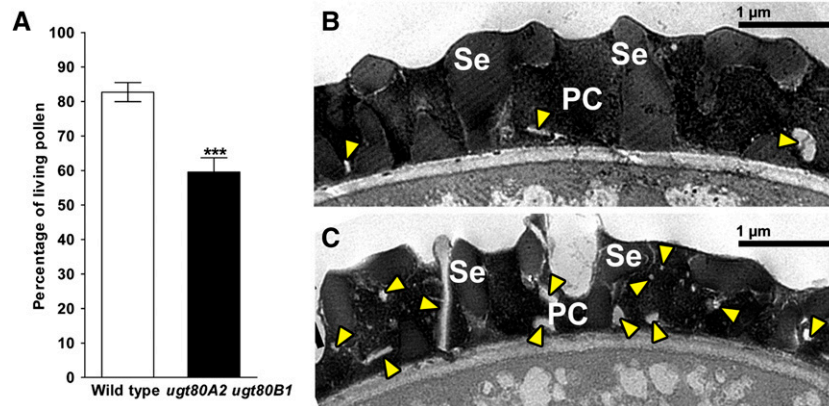 A
Percentage of living pollen
100
90
80
70
60
50
40
30
20
10
0
***
Wild type ugt80A2 ugt80B1
B
1 µm
Se
Se
PC
C
1 µm
Se
Se
PC